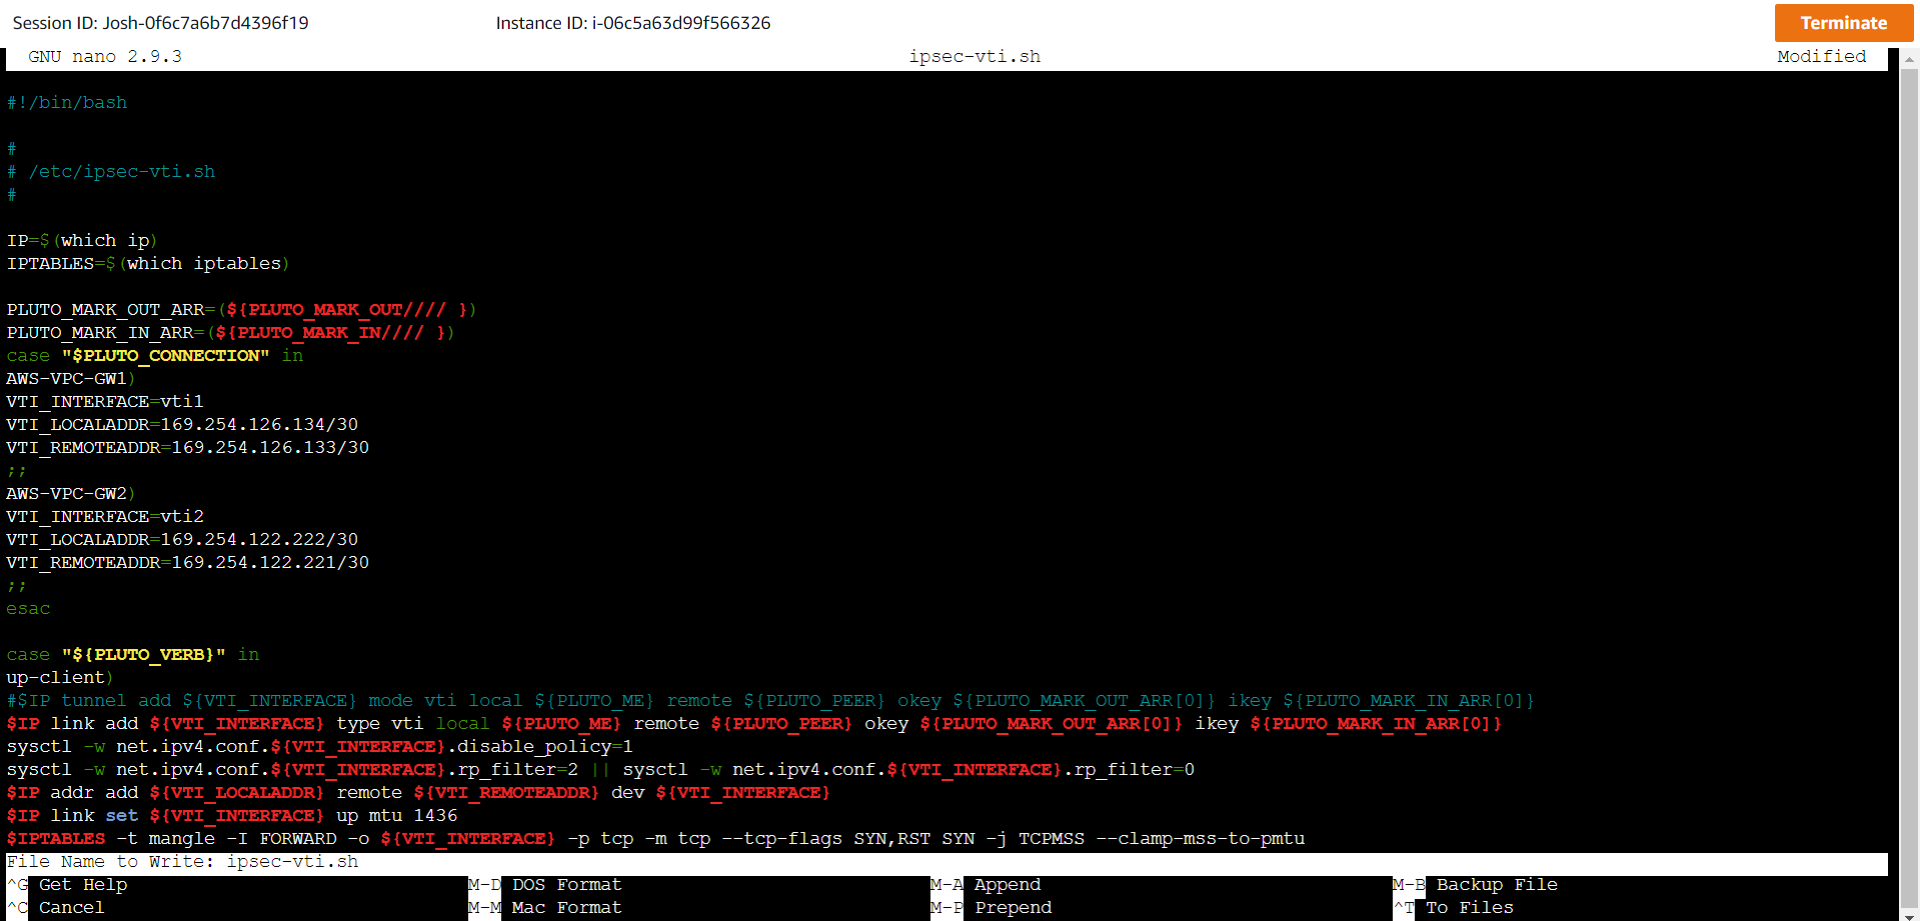 Session ID: Josh-0f6c7a6b7d4396f19 Instance ID: i-06c5a63d99f566326 Terminate
GNU nano 2.9.3 ipsec-vti.sh Modified
#!/bin/bash
#
# /etc/ipsec-vti.sh
#
IP=$(which ip)
IPTABLES=$(which iptables)
PLUTO_MARK_OUT_ARR=(${PLUTO_MARK_OUT//// })
PLUTO_MARK_IN_ARR=(${PLUTO_MARK_IN//// })
case "$PLUTO_CONNECTION" in
AWS-VPC-GW1)
VTI_INTERFACE=vti1
VTI_LOCALADDR=169.254.126.134/30
VTI_REMOTEADDR=169.254.126.133/30
;;
AWS-VPC-GW2)
VTI_INTERFACE=vti2
VTI_LOCALADDR=169.254.122.222/30
VTI_REMOTEADDR=169.254.122.221/30
;;
esac
case "${PLUTO_VERB}" in
up-client)
#$IP tunnel add ${VTI_INTERFACE} mode vti local ${PLUTO_ME} remote ${PLUTO_PEER} okey ${PLUTO_MARK_OUT_ARR[0]} ikey ${PLUTO_MARK_IN_ARR[0]}
$IP link add ${VTI_INTERFACE} type vti local ${PLUTO_ME} remote ${PLUTO_PEER} okey ${PLUTO_MARK_OUT_ARR[0]} ikey ${PLUTO_MARK_IN_ARR[0]}
sysctl -w net.ipv4.conf.${VTI_INTERFACE}.disable_policy=1
sysctl -w net.ipv4.conf.${VTI_INTERFACE}.rp_filter=2 || sysctl -w net.ipv4.conf.${VTI_INTERFACE}.rp_filter=0
$IP addr add ${VTI_LOCALADDR} remote ${VTI_REMOTEADDR} dev ${VTI_INTERFACE}
$IP link set ${VTI_INTERFACE} up mtu 1436
$IPTABLES -t mangle -I FORWARD -o ${VTI_INTERFACE} -p tcp -m tcp --tcp-flags SYN,RST SYN -j TCPMSS --clamp-mss-to-pmtu
File Name to Write: ipsec-vti.sh
^G Get Help M-D DOS Format M-A Append M-B Backup File
^C Cancel M-M Mac Format M-P Prepend ^T To Files